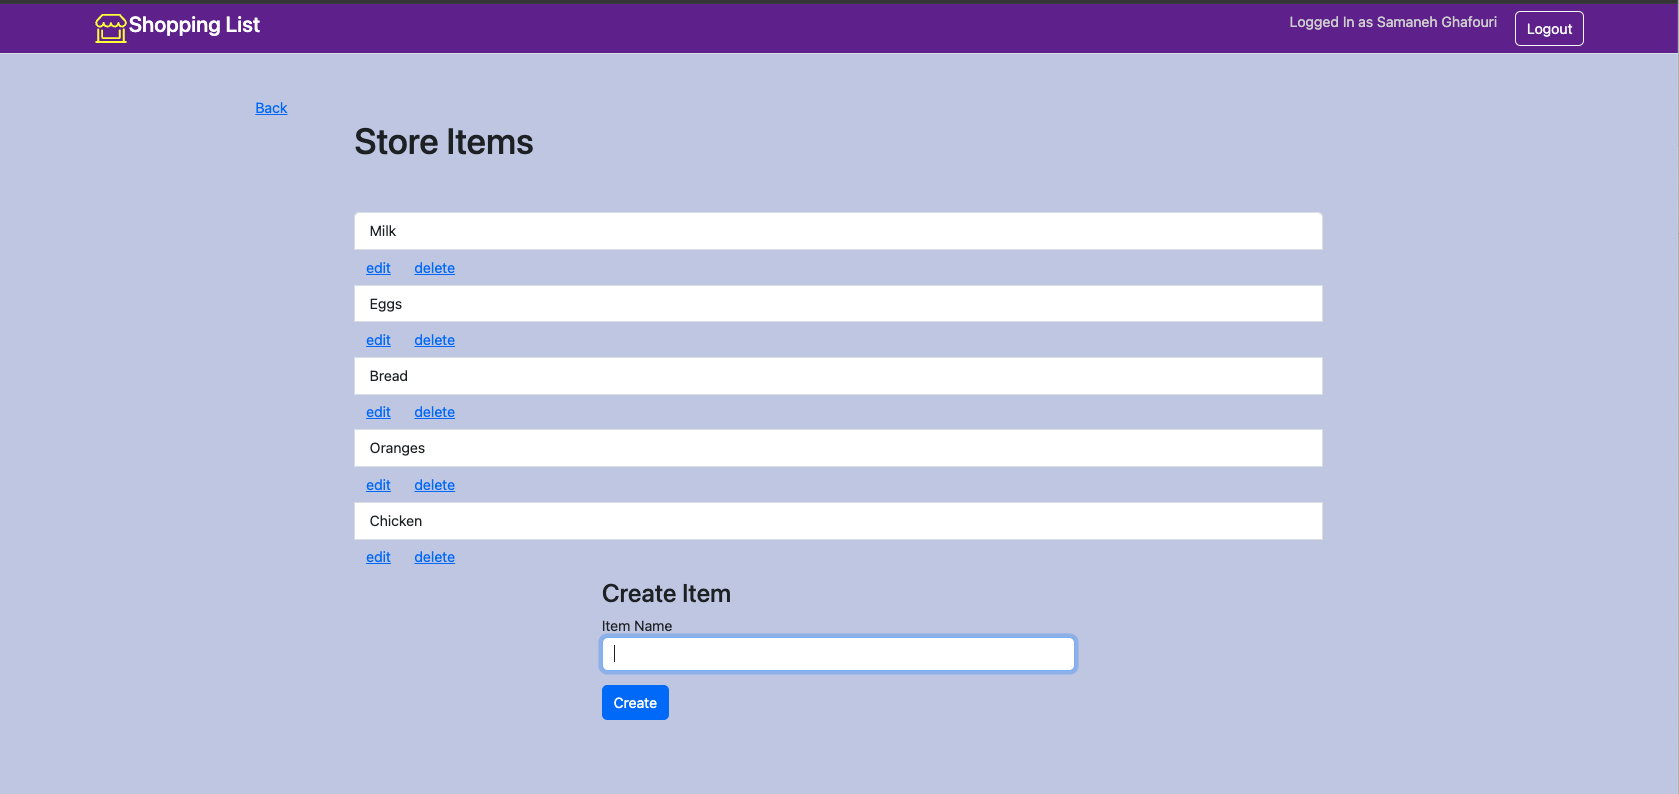 Shopping List
Logged In as Samaneh Ghafouri
Logout
Back
Store Items
Milk
edit delete
Eggs
edit delete
Bread
edit delete
Oranges
edit delete
Chicken
edit delete
Create Item
Item Name
Create